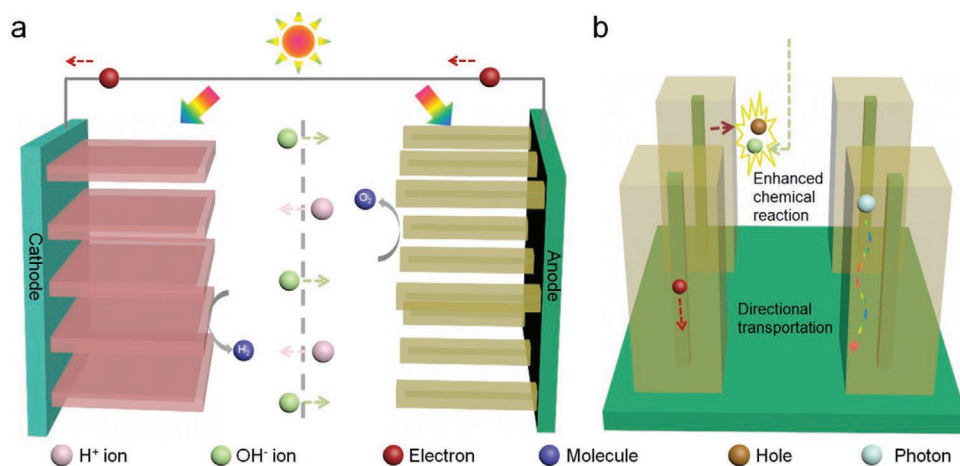 a
b
Cathode
Anode
O₂
H₂
Enhanced
chemical
reaction
Directional
transportation
H⁺ ion
OH⁻ ion
Electron
Molecule
Hole
Photon